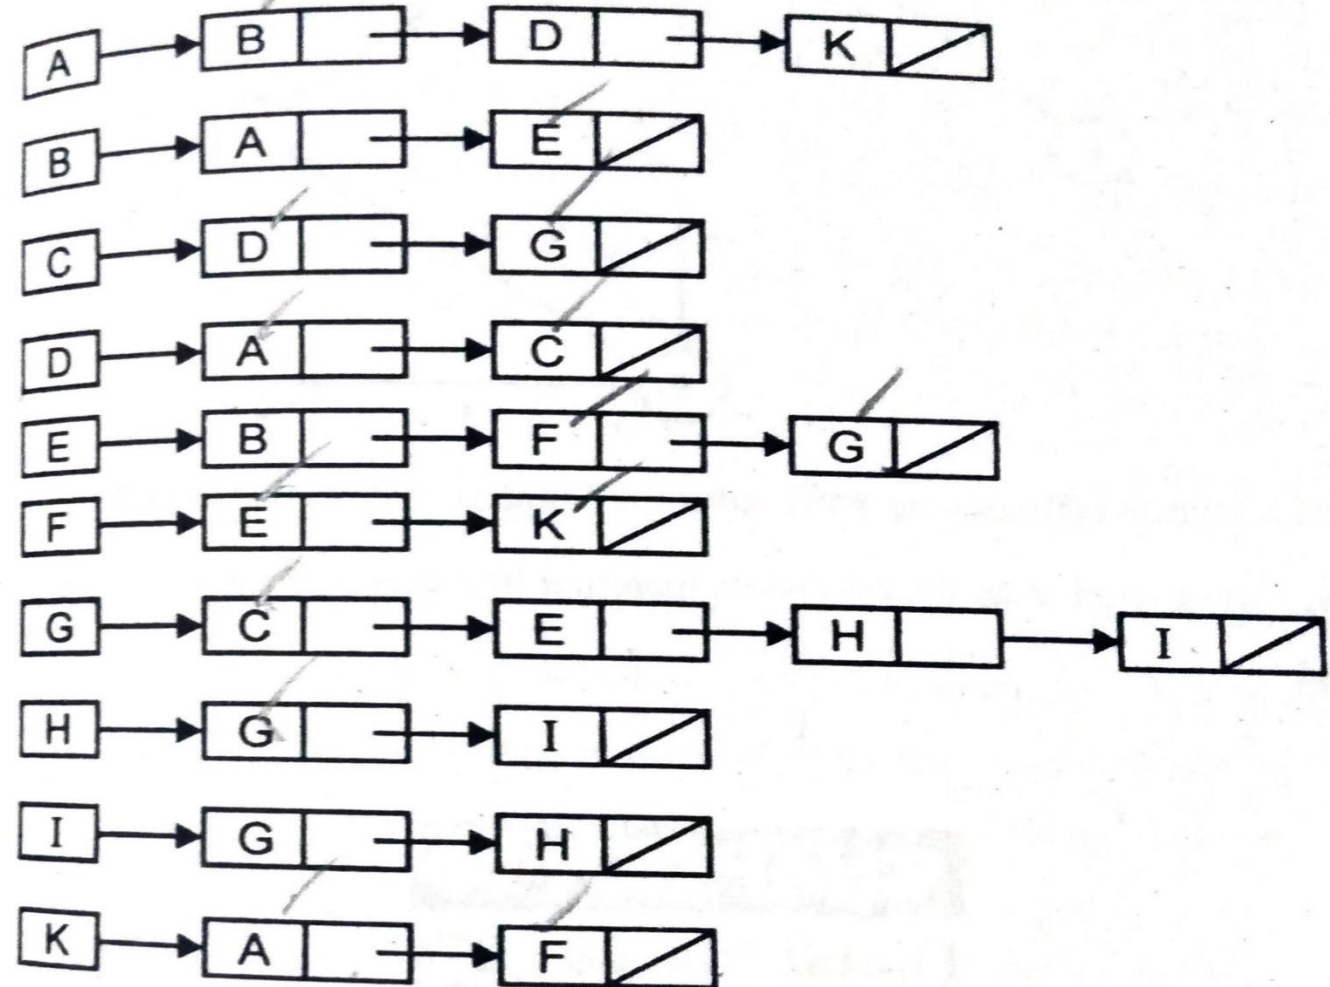 A B D K
B A E
C D G
D A C
E B F G
F E K
G C E H I
H G I
I G H
K A F